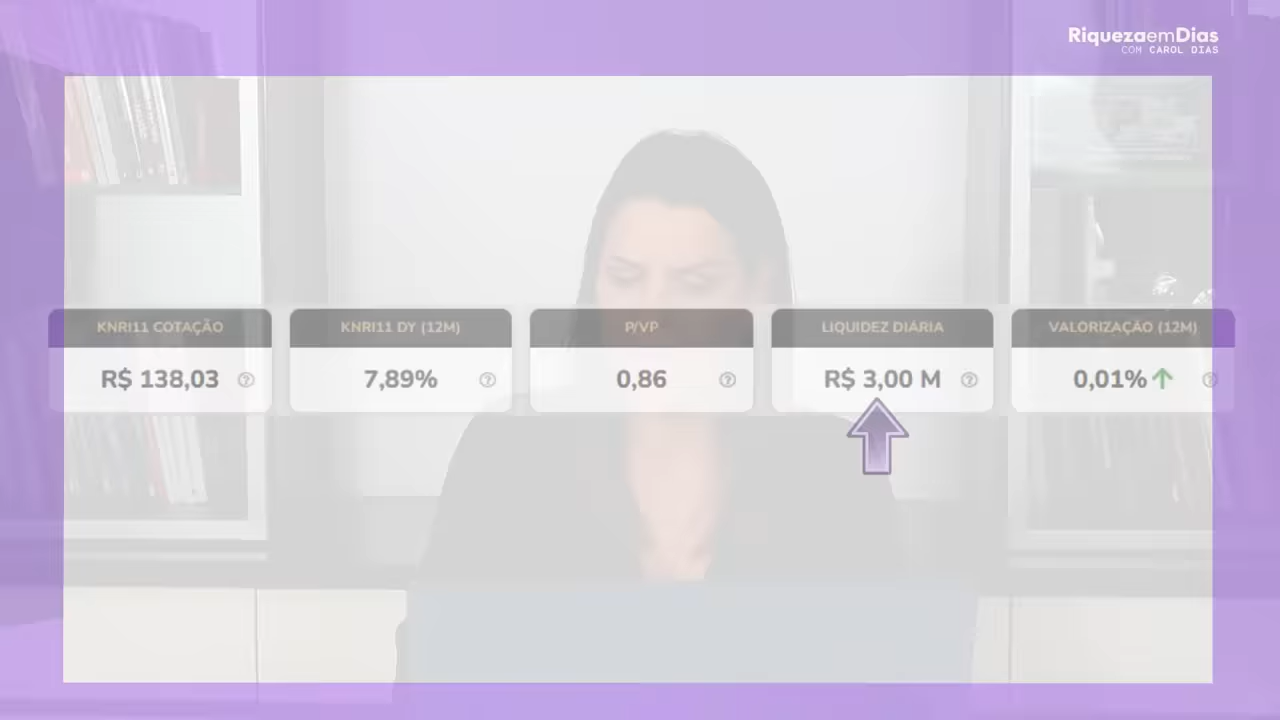 RiquezaemDias
COM CAROL DIAS
KNRI11 COTAÇÃO
R$ 138,03
KNRI11 DY (12M)
7,89%
P/VP
0,86
LIQUIDEZ DIÁRIA
R$ 3,00 M
VALORIZAÇÃO (12M)
0,01%